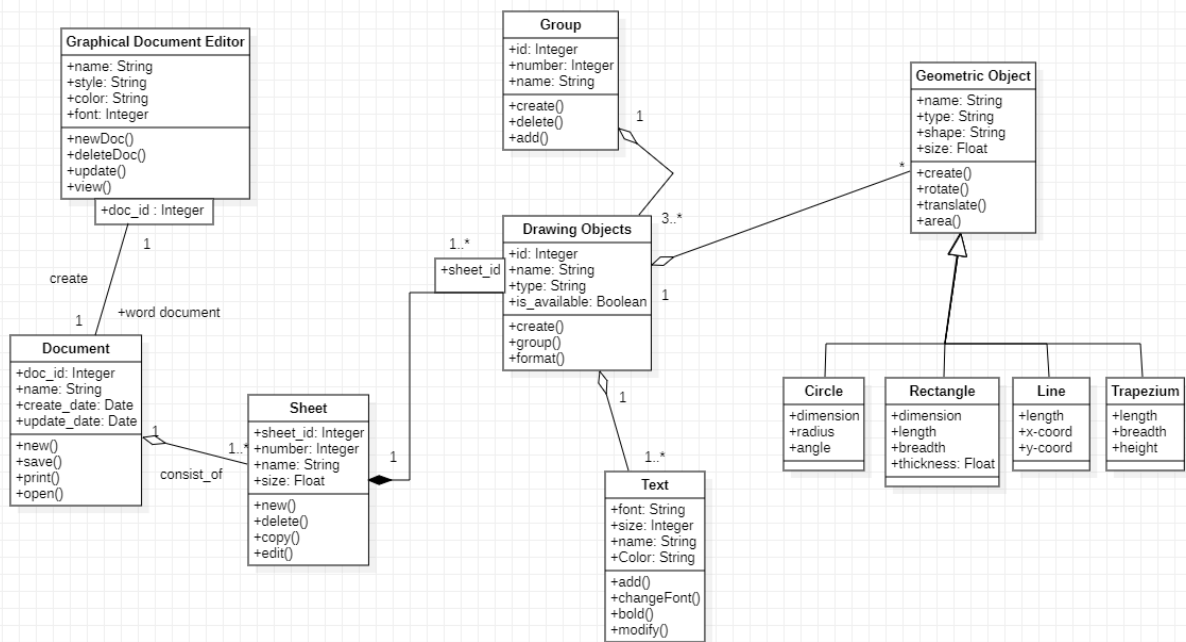 Graphical Document Editor
+name: String
+style: String
+color: String
+font: Integer
+newDoc()
+deleteDoc()
+update()
+view()
+doc_id : Integer
1
create
1
+word document
Document
+doc_id: Integer
+name: String
+create_date: Date
+update_date: Date
+new()
+save()
+print()
+open()
1
1..*
consist_of
Sheet
+sheet_id: Integer
+number: Integer
+name: String
+size: Float
+new()
+delete()
+copy()
+edit()
1
1..*
+sheet_id
Group
+id: Integer
+number: Integer
+name: String
+create()
+delete()
+add()
1
3..*
Drawing Objects
+id: Integer
+name: String
+type: String
+is_available: Boolean
+create()
+group()
+format()
1
*
1
1..*
Text
+font: String
+size: Integer
+name: String
+Color: String
+add()
+changeFont()
+bold()
+modify()
Geometric Object
+name: String
+type: String
+shape: String
+size: Float
+create()
+rotate()
+translate()
+area()
Circle
+dimension
+radius
+angle
Rectangle
+dimension
+length
+breadth
+thickness: Float
Line
+length
+x-coord
+y-coord
Trapezium
+length
+breadth
+height